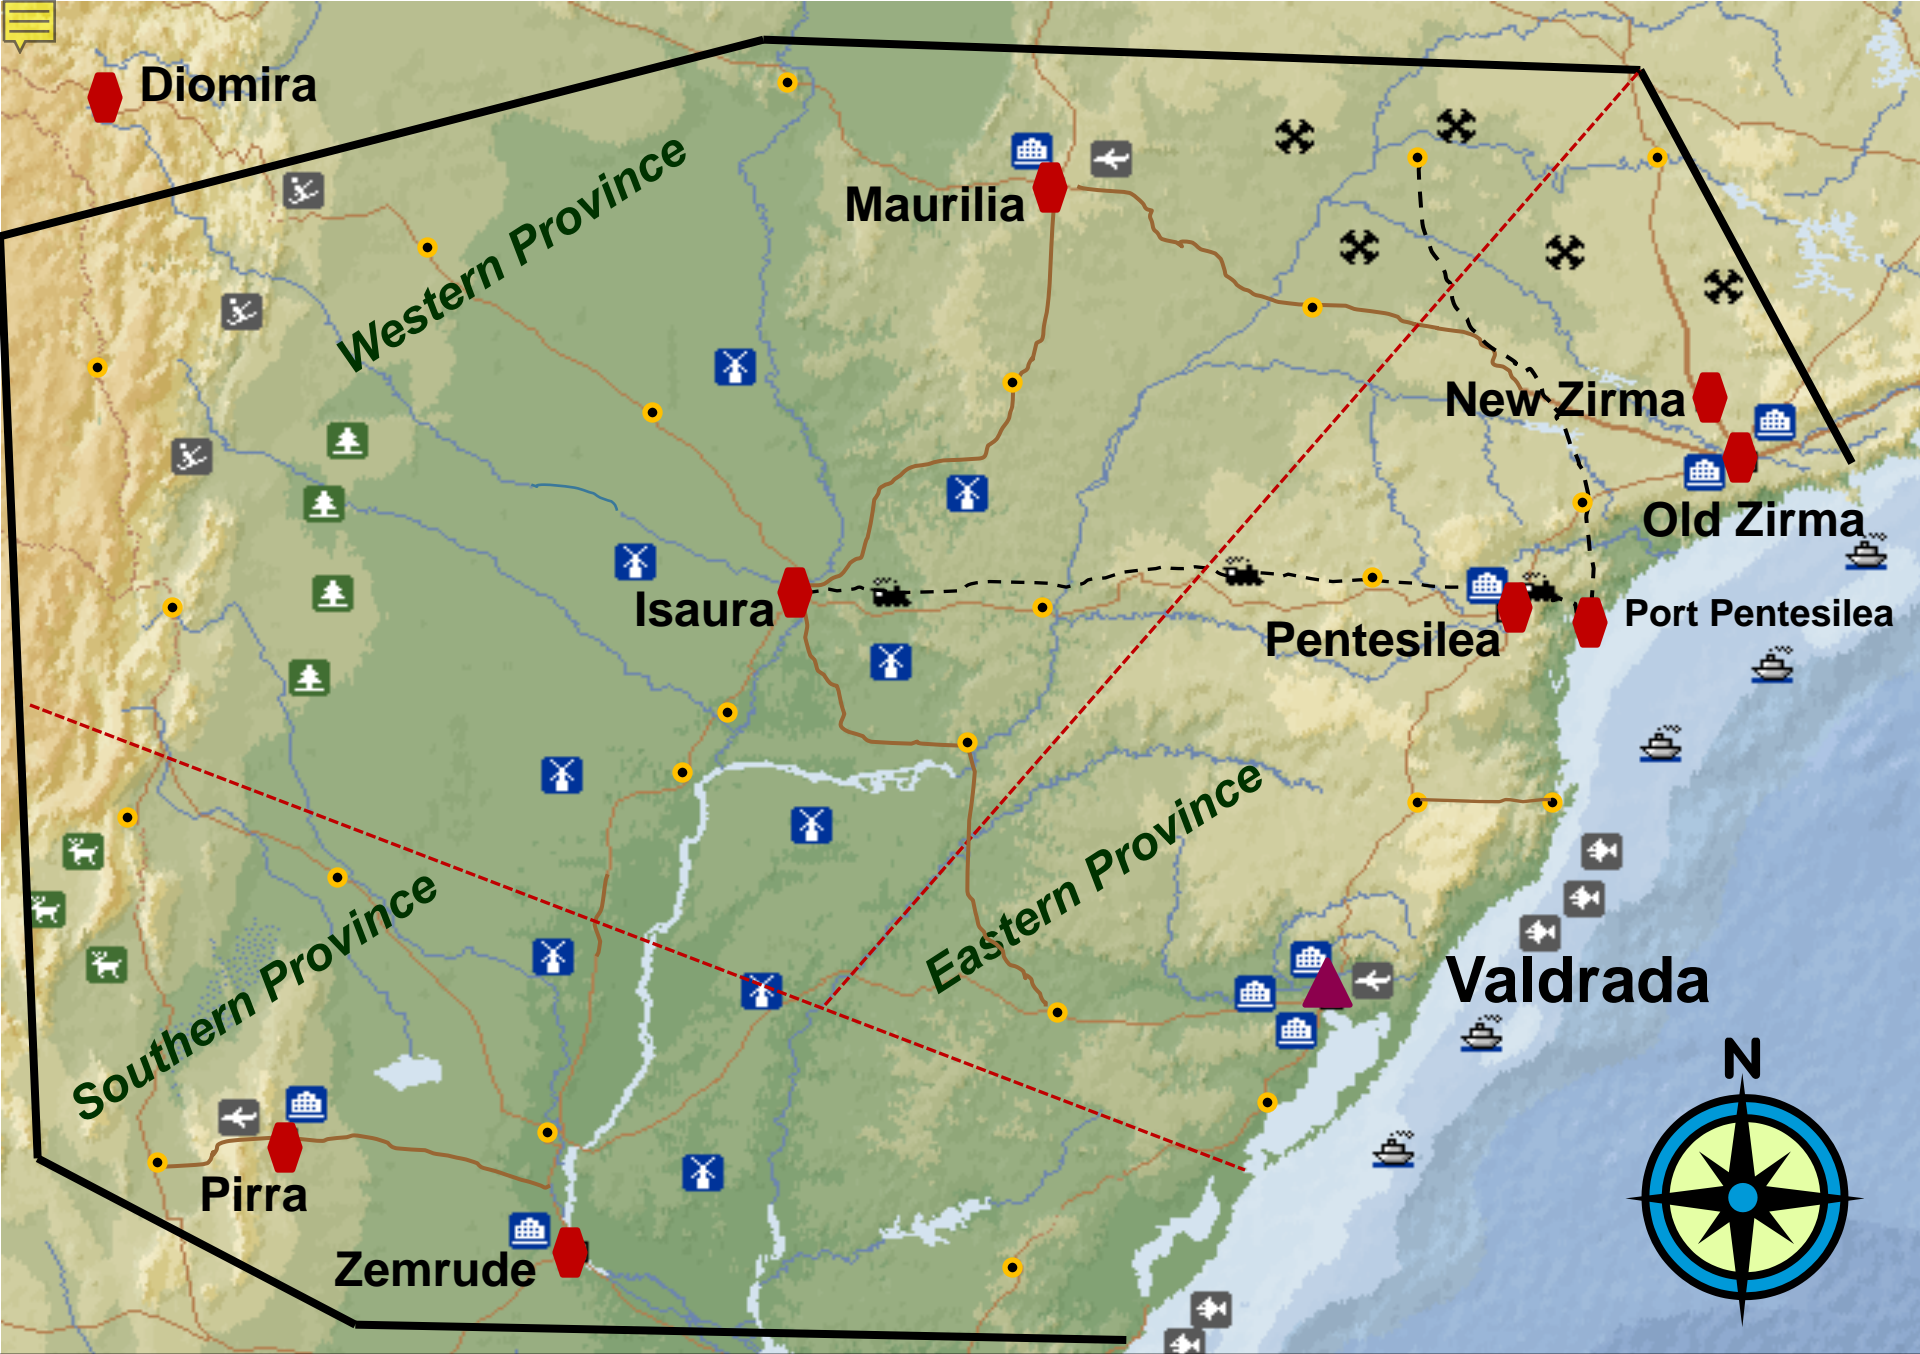 Diomira
Western Province
Maurilia
New Zirma
Old Zirma
Isaura
Pentesilea
Port Pentesilea
Eastern Province
Southern Province
Valdrada
N
Pirra
Zemrude